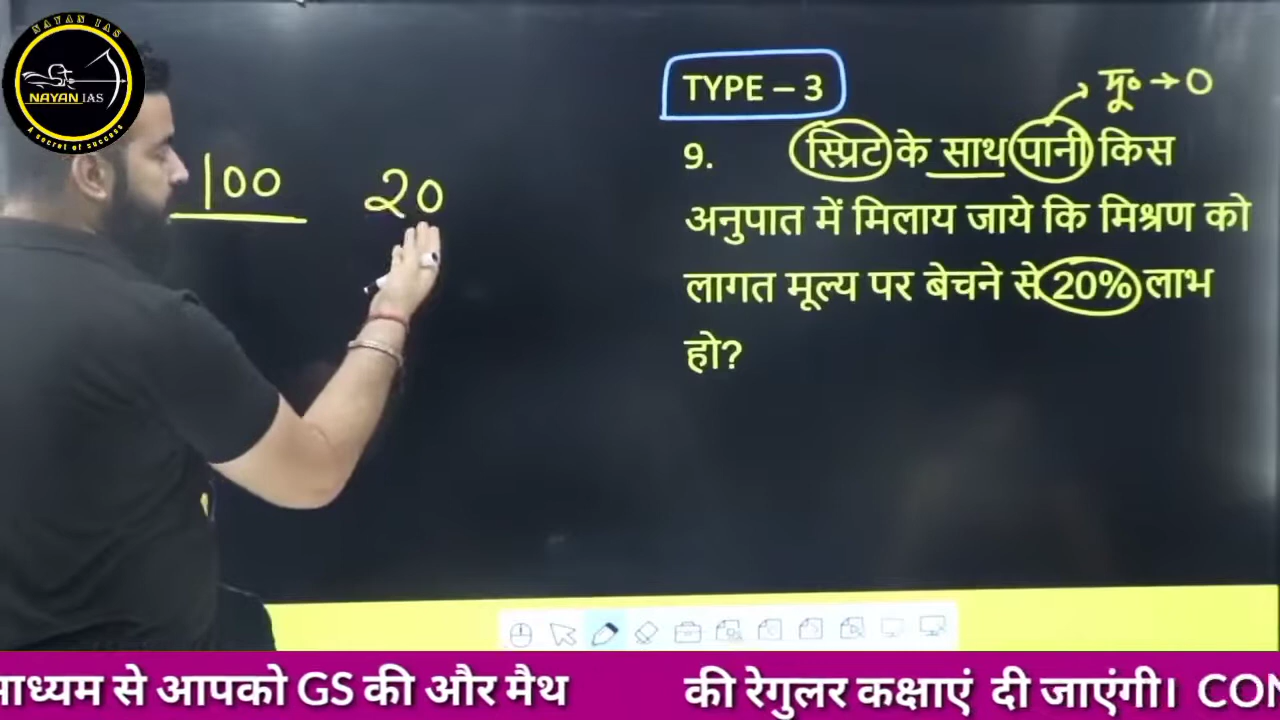 NAYAN IAS
NAYAN IAS
A secret of success
100 20
TYPE – 3
मू० → 0
9. स्प्रिट के साथ पानी किस
अनुपात में मिलाय जाये कि मिश्रण को
लागत मूल्य पर बेचने से 20% लाभ
हो?
माध्यम से आपको GS की और मैथ की रेगुलर कक्षाएं दी जाएंगी। CON